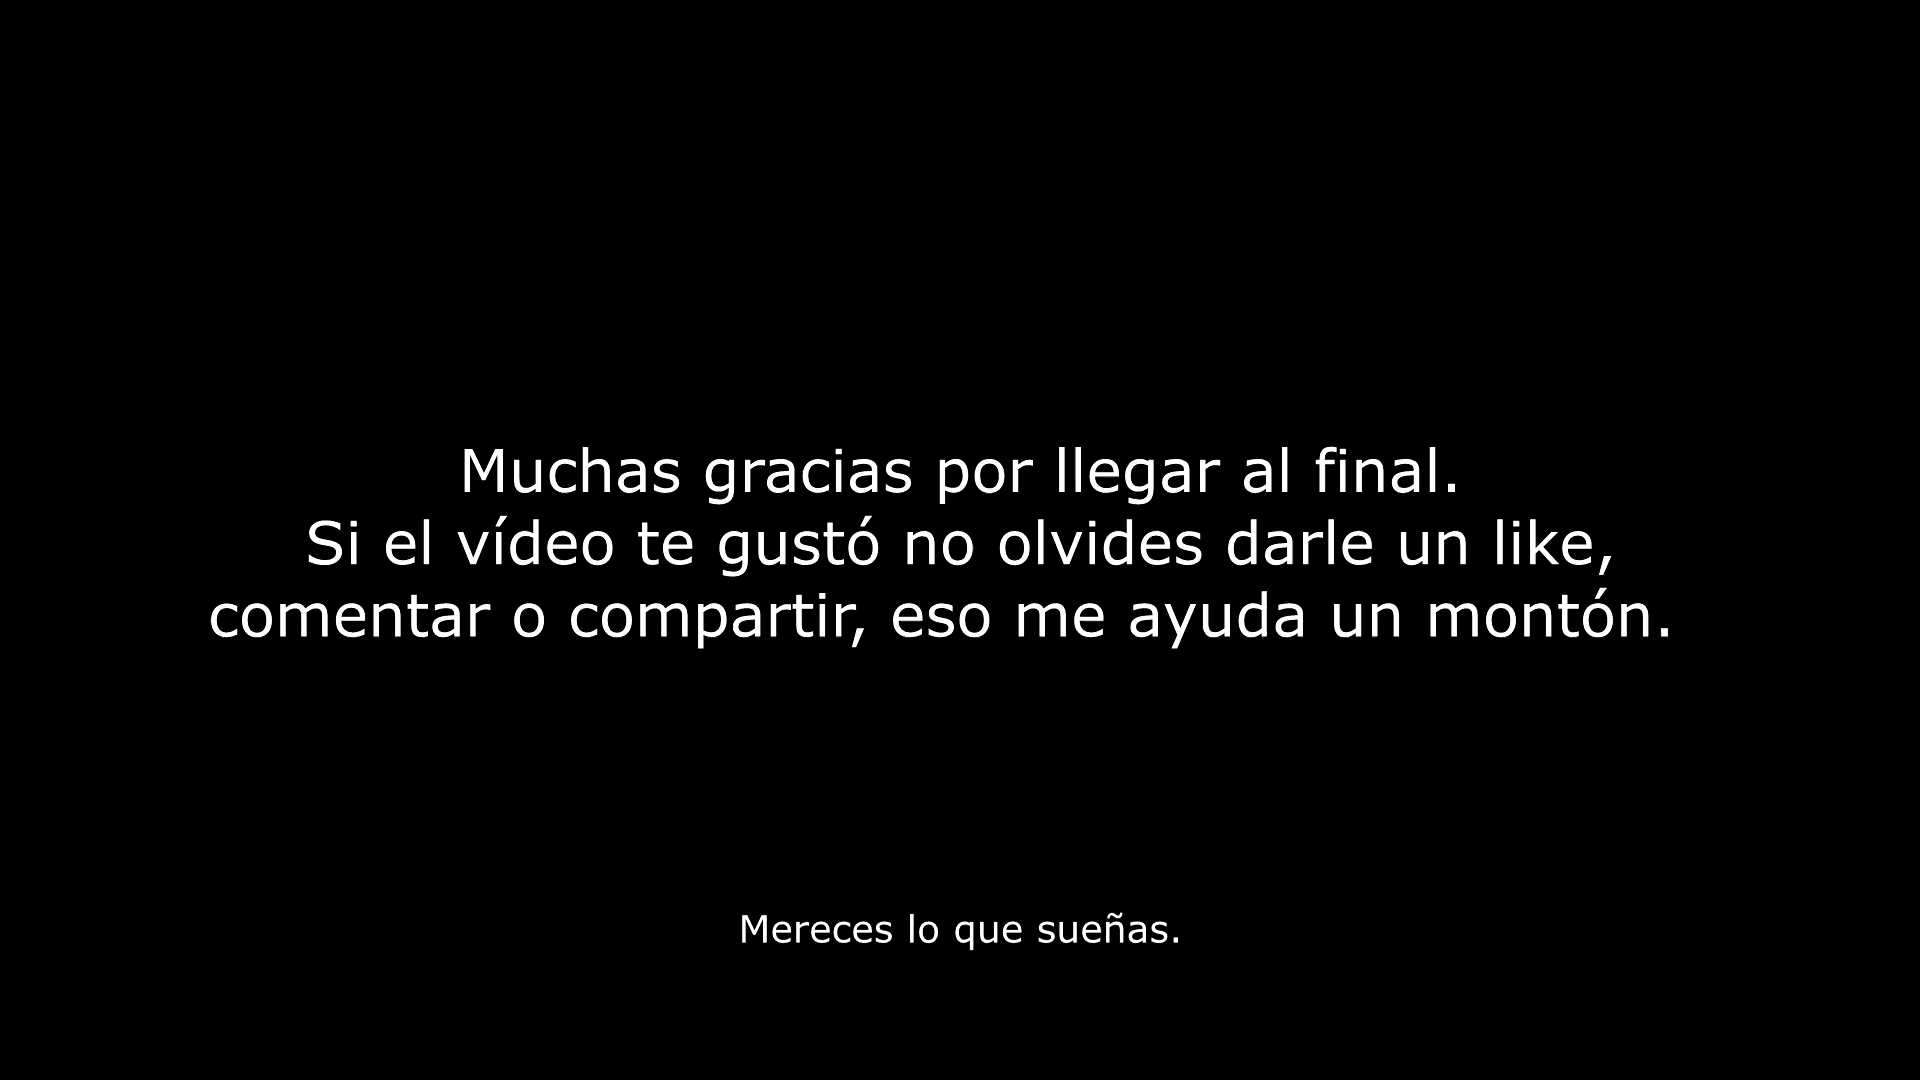 Muchas gracias por llegar al final.
Si el vídeo te gustó no olvides darle un like,
comentar o compartir, eso me ayuda un montón.
Mereces lo que sueñas.